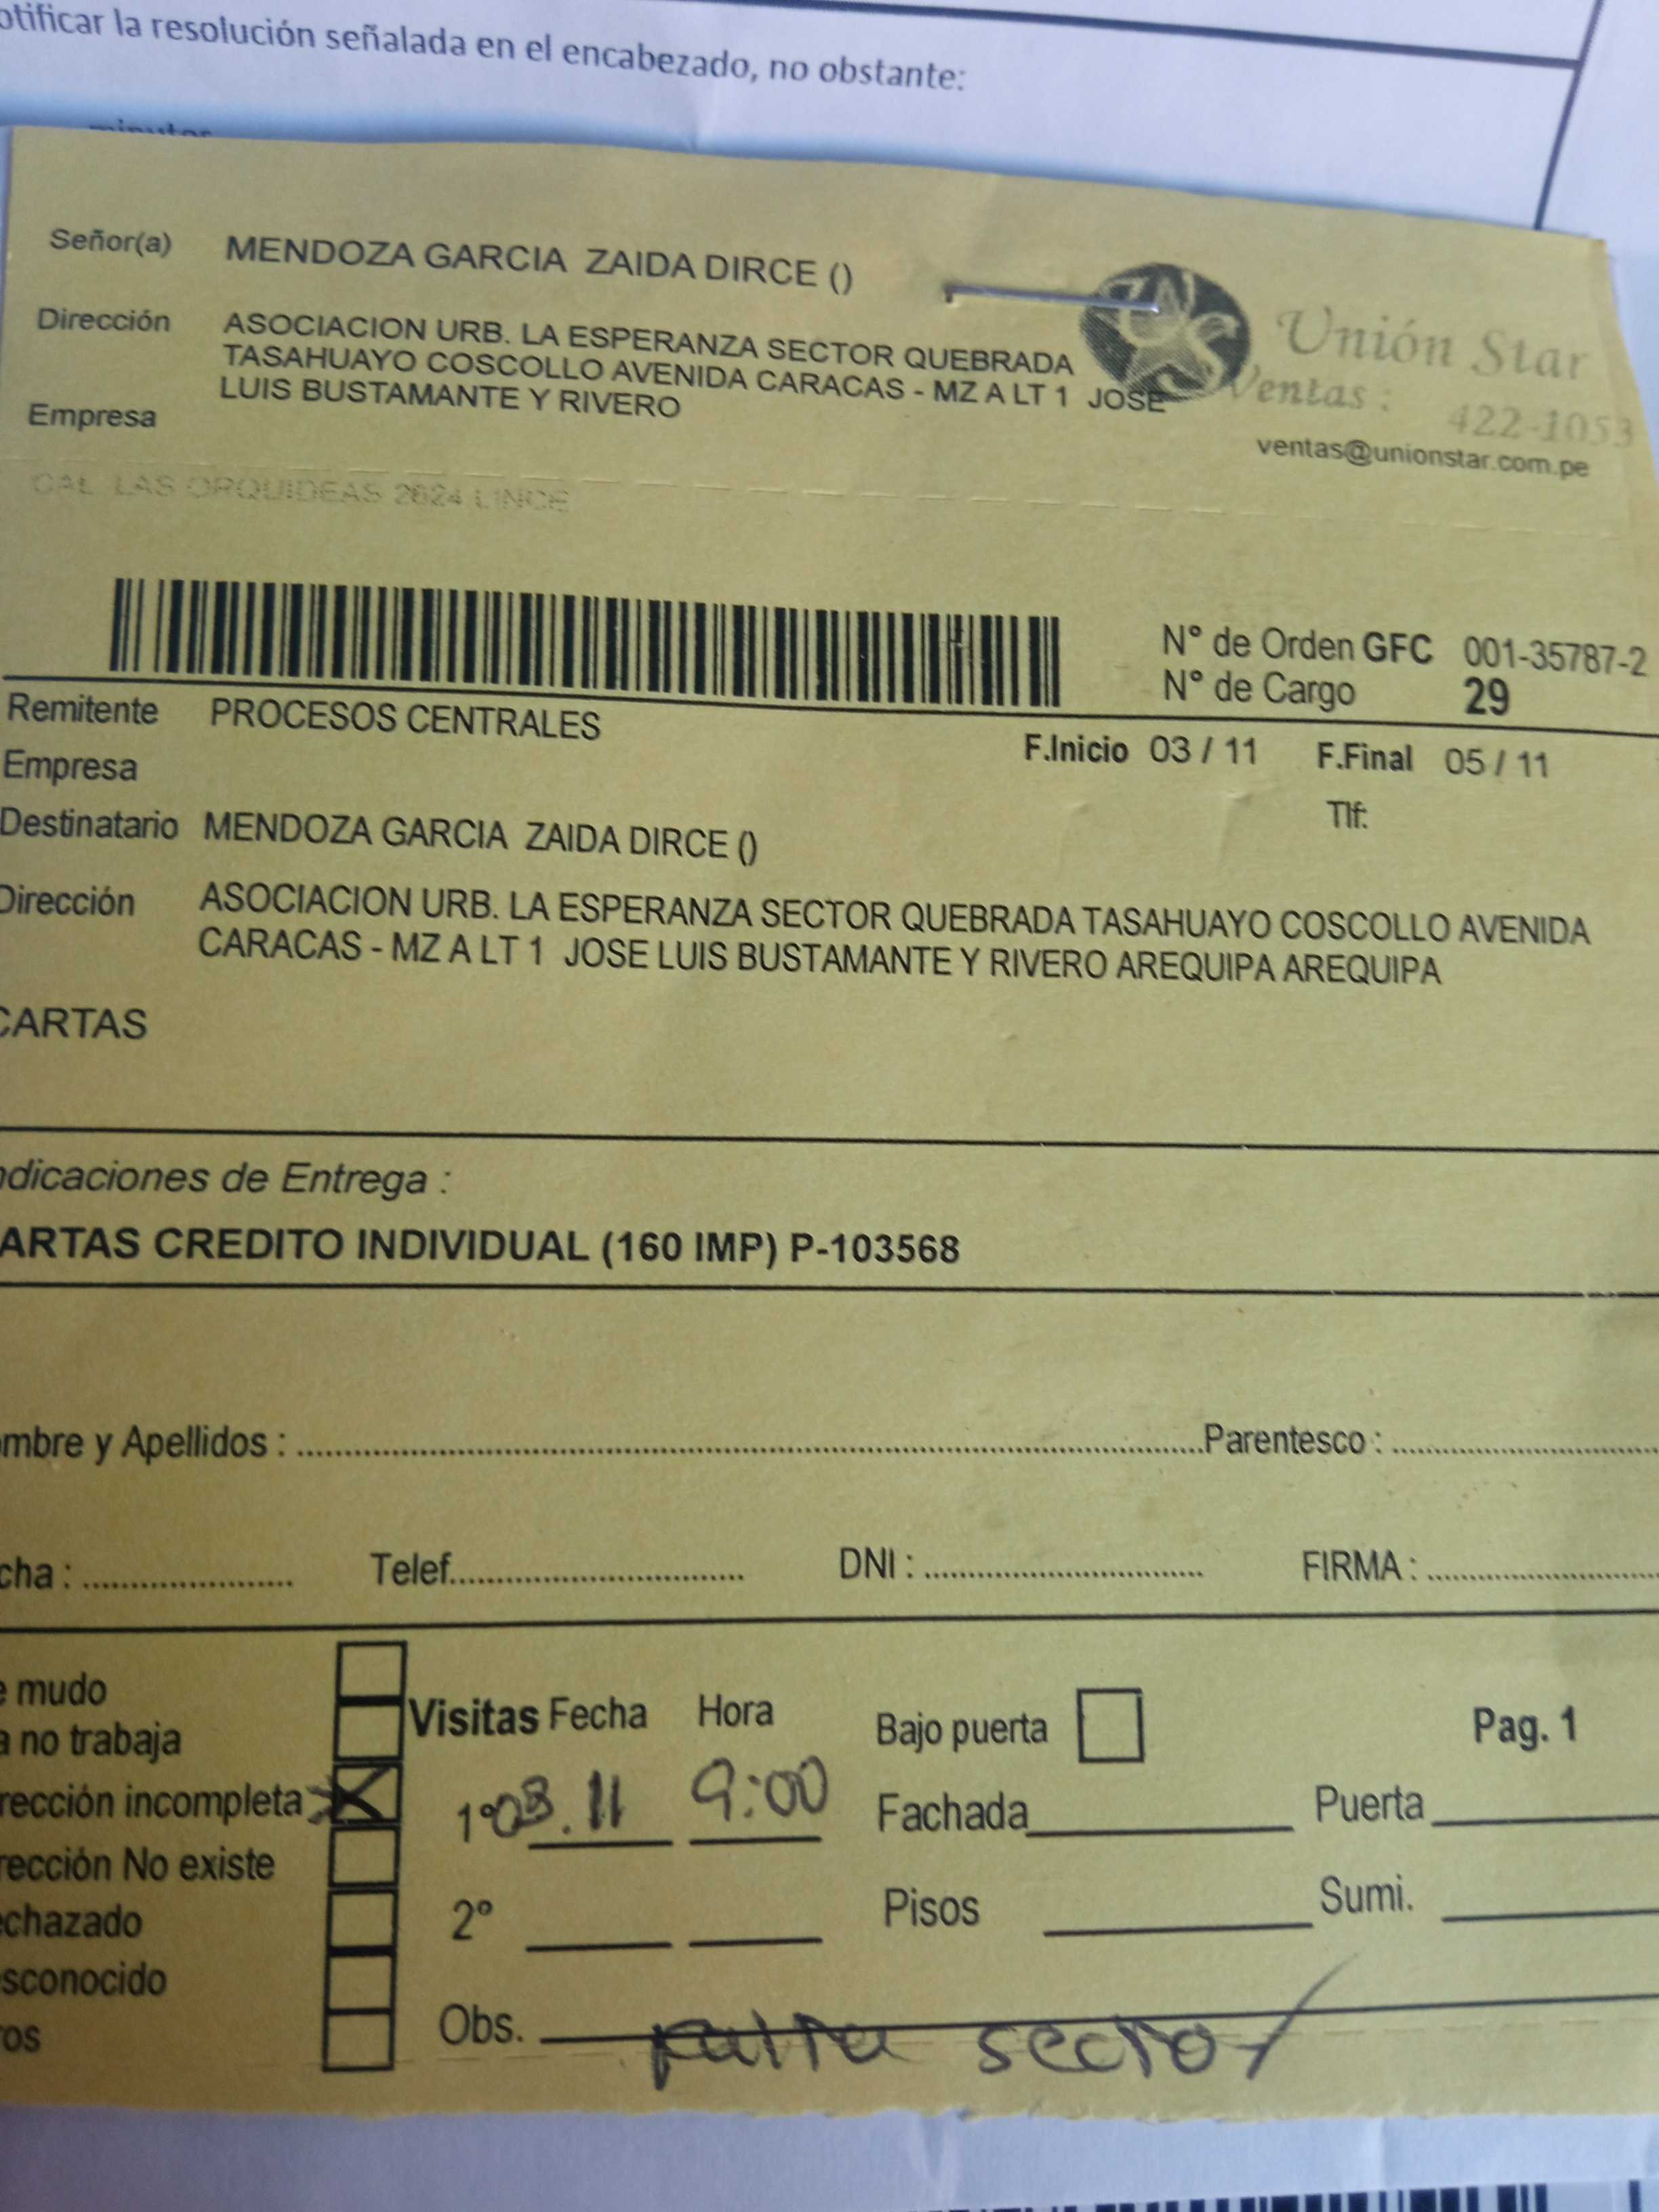 otificar la resolución señalada en el encabezado, no obstante:
Señor(a) MENDOZA GARCIA ZAIDA DIRCE ()
Dirección ASOCIACION URB. LA ESPERANZA SECTOR QUEBRADA
TASAHUAYO COSCOLLO AVENIDA CARACAS - MZ A LT 1 JOSE
LUIS BUSTAMANTE Y RIVERO
Empresa
Unión Star
Ventas : 422-1053
ventas@unionstar.com.pe
CAL LAS ORQUIDEAS 2624 LINCE
N° de Orden GFC 001-35787-2
N° de Cargo 29
Remitente PROCESOS CENTRALES
Empresa
F.Inicio 03 / 11 F.Final 05 / 11
Tlf:
Destinatario MENDOZA GARCIA ZAIDA DIRCE ()
Dirección ASOCIACION URB. LA ESPERANZA SECTOR QUEBRADA TASAHUAYO COSCOLLO AVENIDA
CARACAS - MZ A LT 1 JOSE LUIS BUSTAMANTE Y RIVERO AREQUIPA AREQUIPA
CARTAS
ndicaciones de Entrega :
ARTAS CREDITO INDIVIDUAL (160 IMP) P-103568
ombre y Apellidos : Parentesco :
cha : Telef. DNI : FIRMA :
e mudo
a no trabaja
rección incompleta X
rección No existe
echazado
sconocido
ros
Visitas Fecha Hora
1° 03.11 9:00
2°
Bajo puerta
Pag. 1
Fachada Puerta
Pisos Sumi.
Obs. falta sector